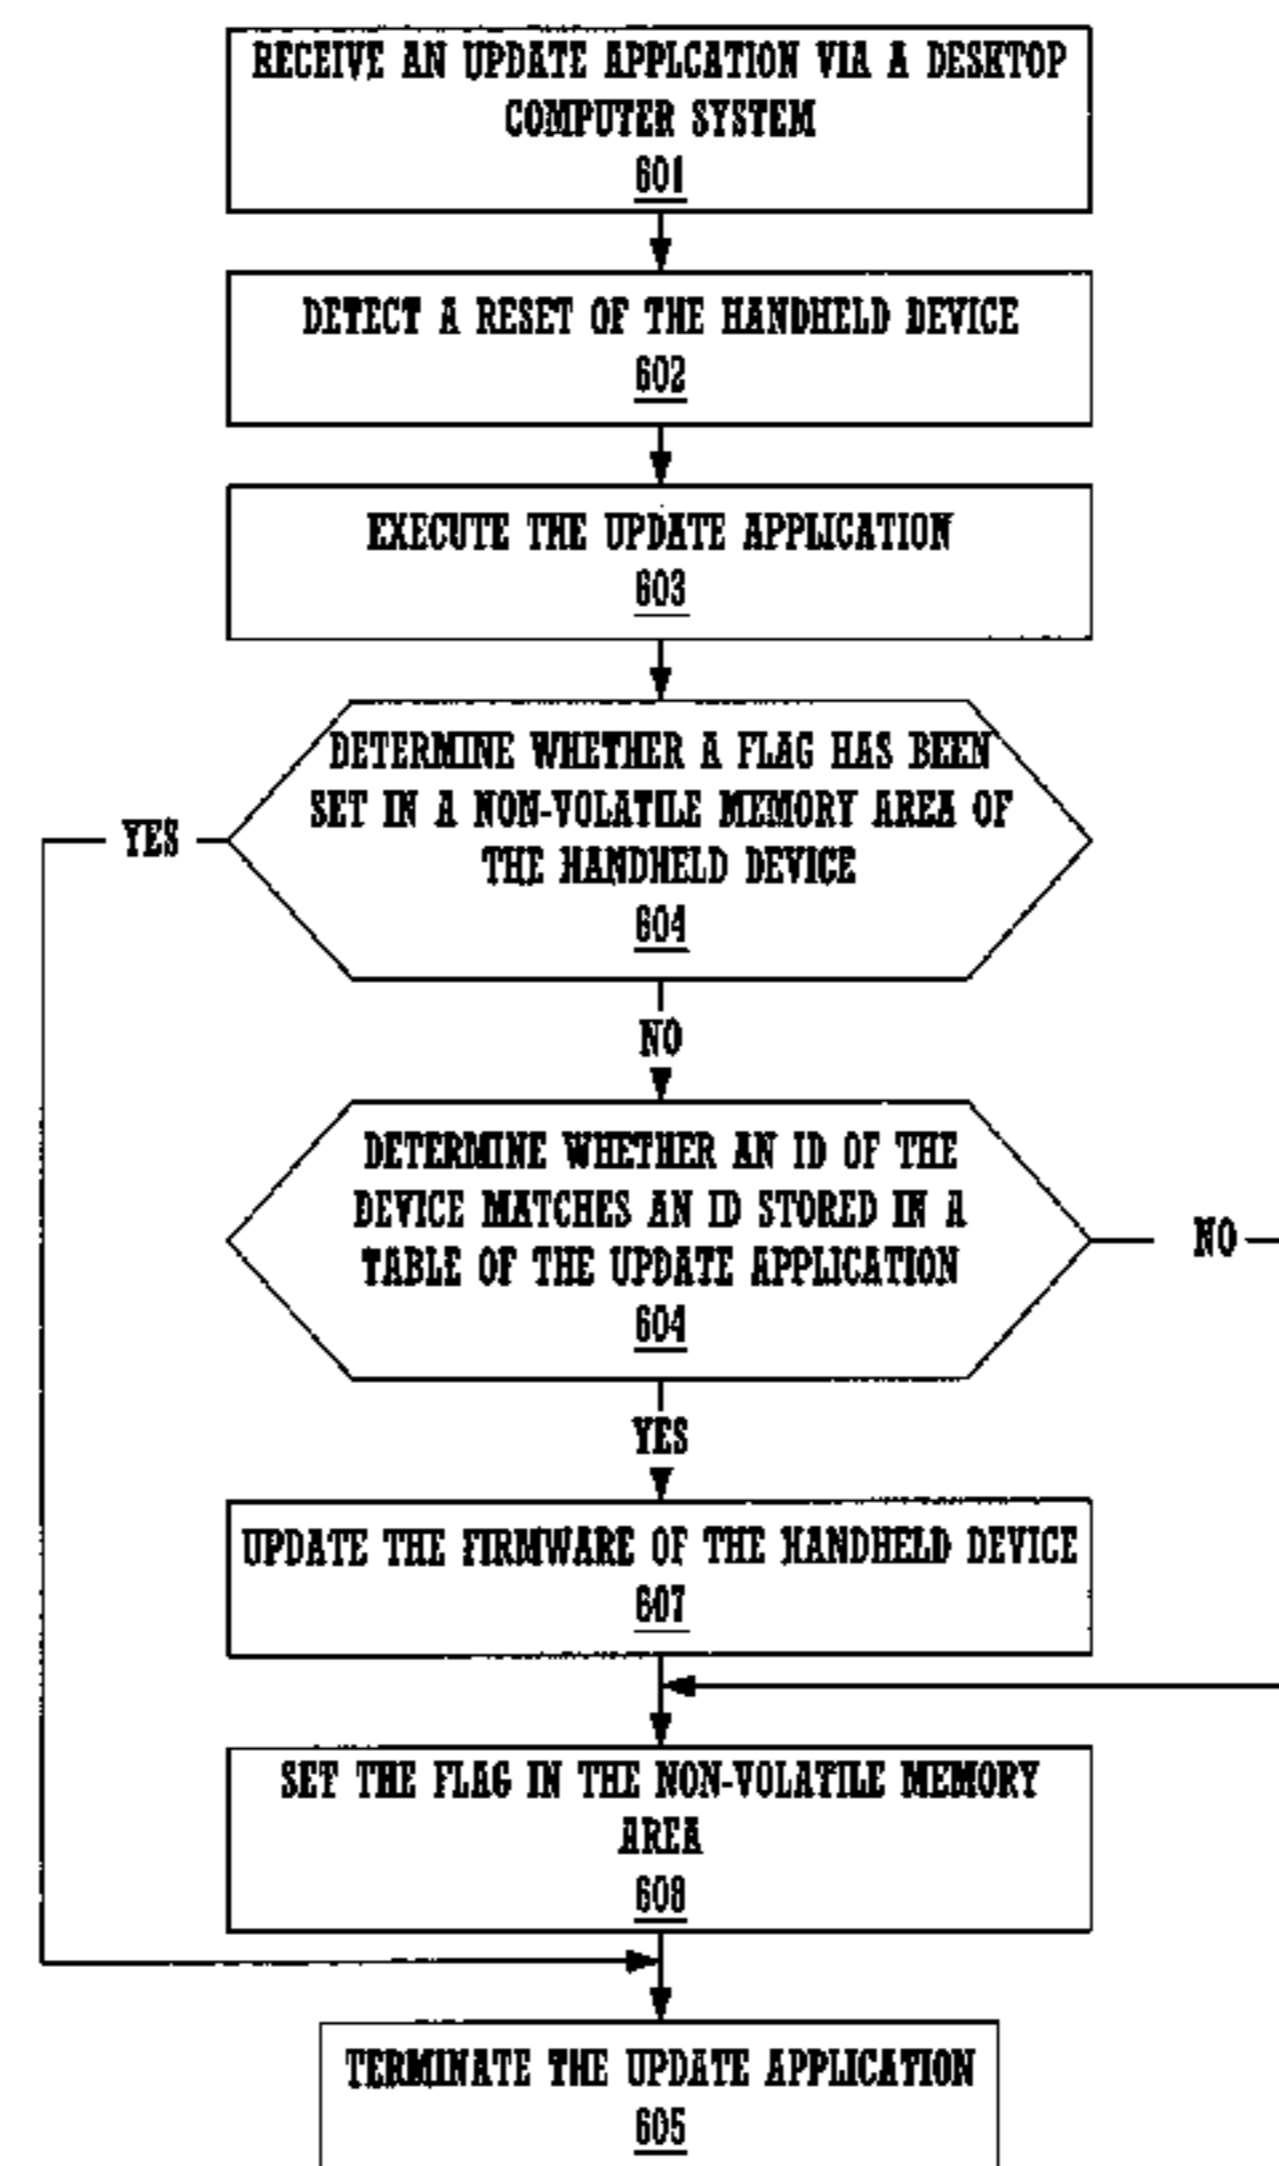 RECEIVE AN UPDATE APPLCATION VIA A DESKTOP
COMPUTER SYSTEM
601
DETECT A RESET OF THE HANDHELD DEVICE
602
EXECUTE THE UPDATE APPLICATION
603
DETERMINE WHETHER A FLAG HAS BEEN
SET IN A NON-VOLATILE MEMORY AREA OF
THE HANDHELD DEVICE
604
YES
NO
DETERMINE WHETHER AN ID OF THE
DEVICE MATCHES AN ID STORED IN A
TABLE OF THE UPDATE APPLICATION
604
NO
YES
UPDATE THE FIRMWARE OF THE HANDHELD DEVICE
607
SET THE FLAG IN THE NON-VOLATILE MEMORY
AREA
608
TERMINATE THE UPDATE APPLICATION
605